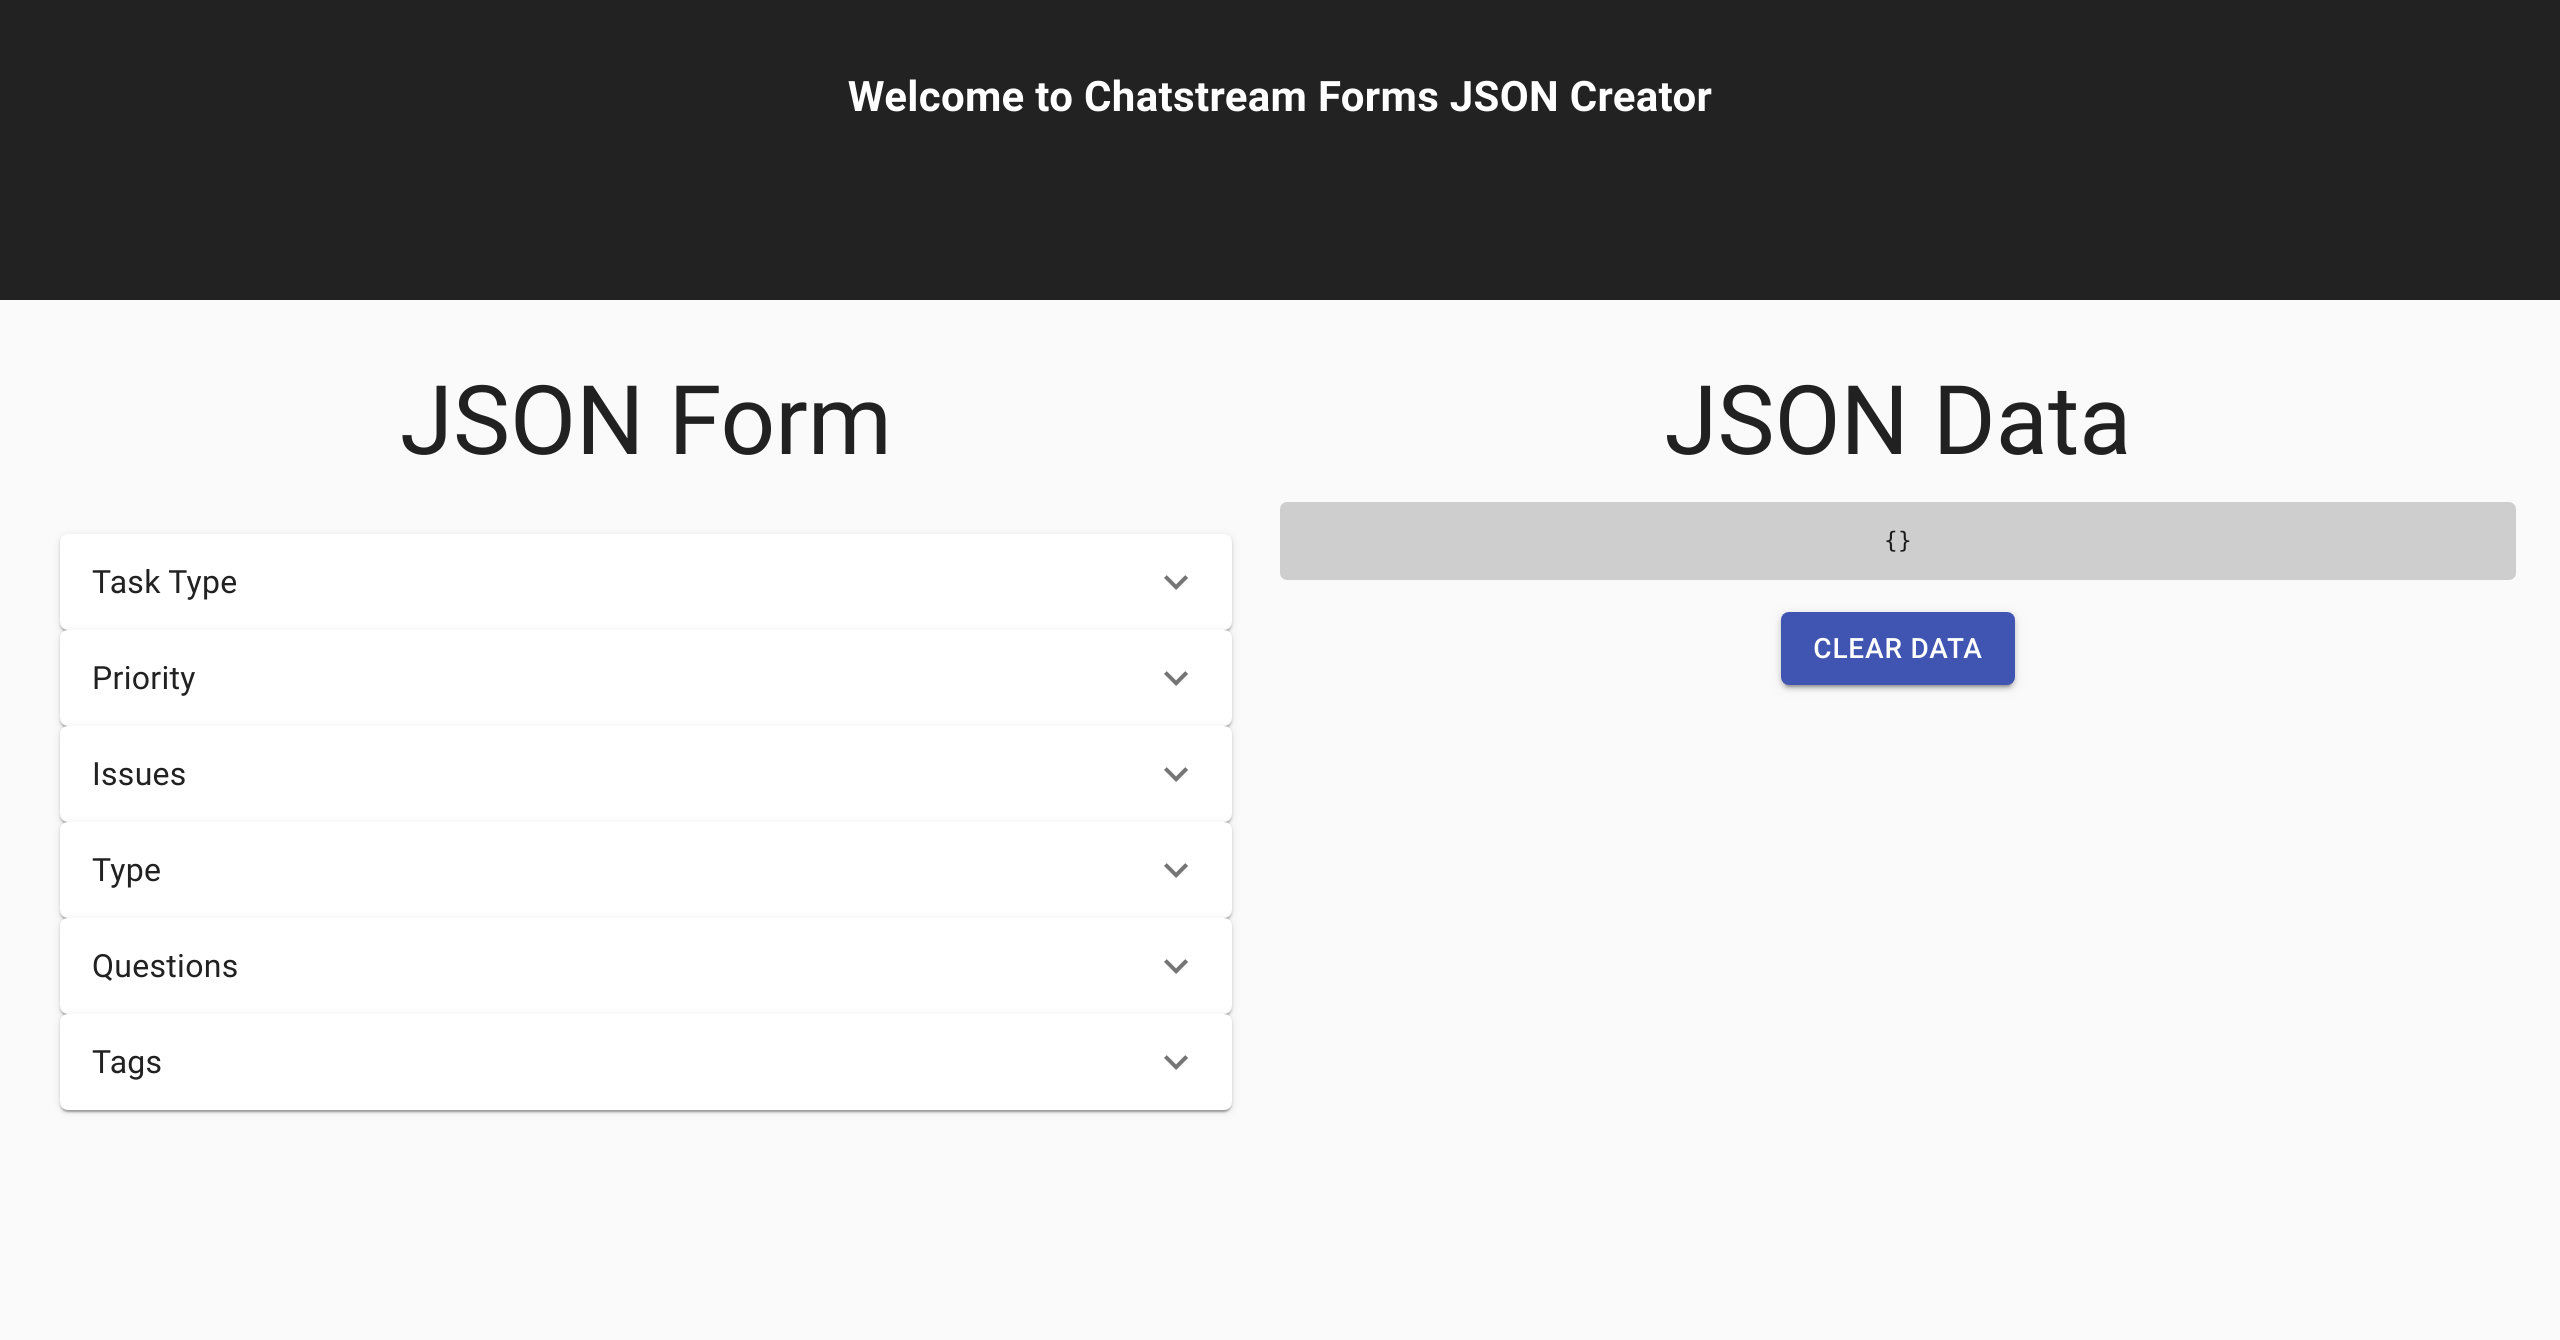 Welcome to Chatstream Forms JSON Creator
JSON Form
Task Type
Priority
Issues
Type
Questions
Tags
JSON Data
{}
CLEAR DATA